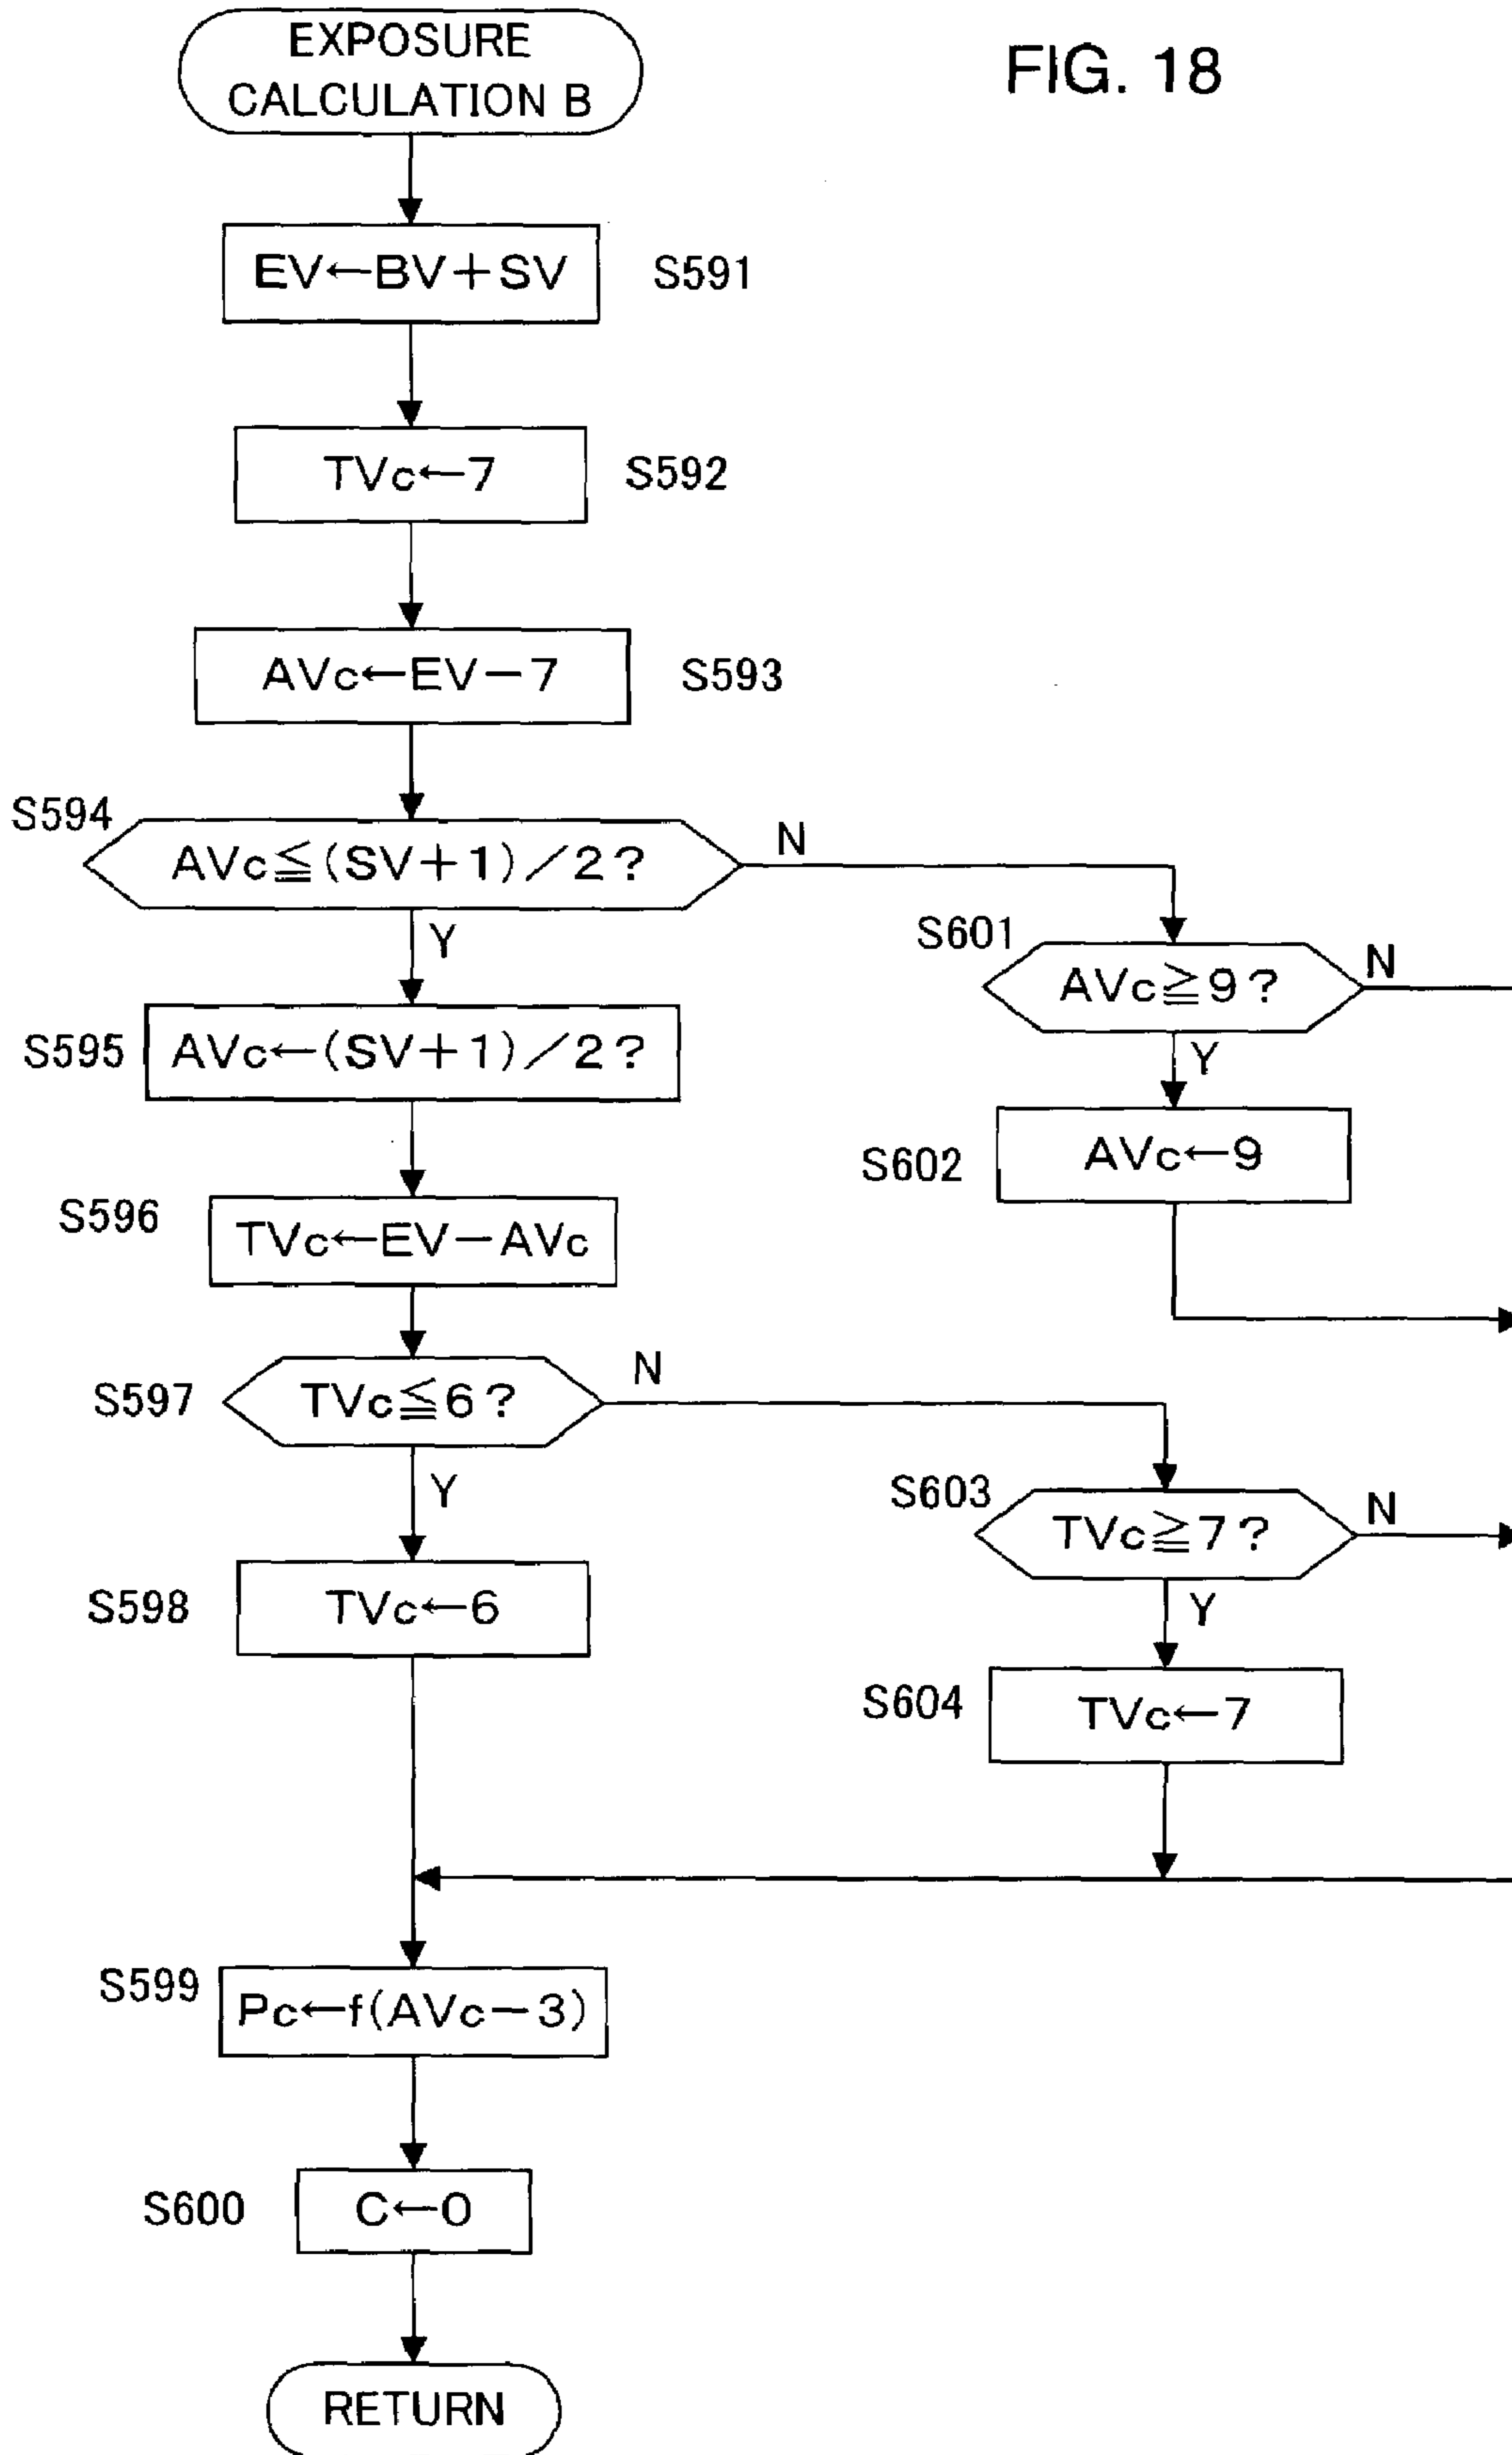 EXPOSURE
CALCULATION B
FIG. 18
EV←BV+SV
S591
TVc←7
S592
AVc←EV−7
S593
S594
AVc≦(SV+1)/2?
N
Y
S601
AVc≧9?
N
Y
S595
AVc←(SV+1)/2?
S602
AVc←9
S596
TVc←EV−AVc
S597
TVc≦6?
N
Y
S603
TVc≧7?
N
Y
S598
TVc←6
S604
TVc←7
S599
Pc←f(AVc−3)
S600
C←0
RETURN